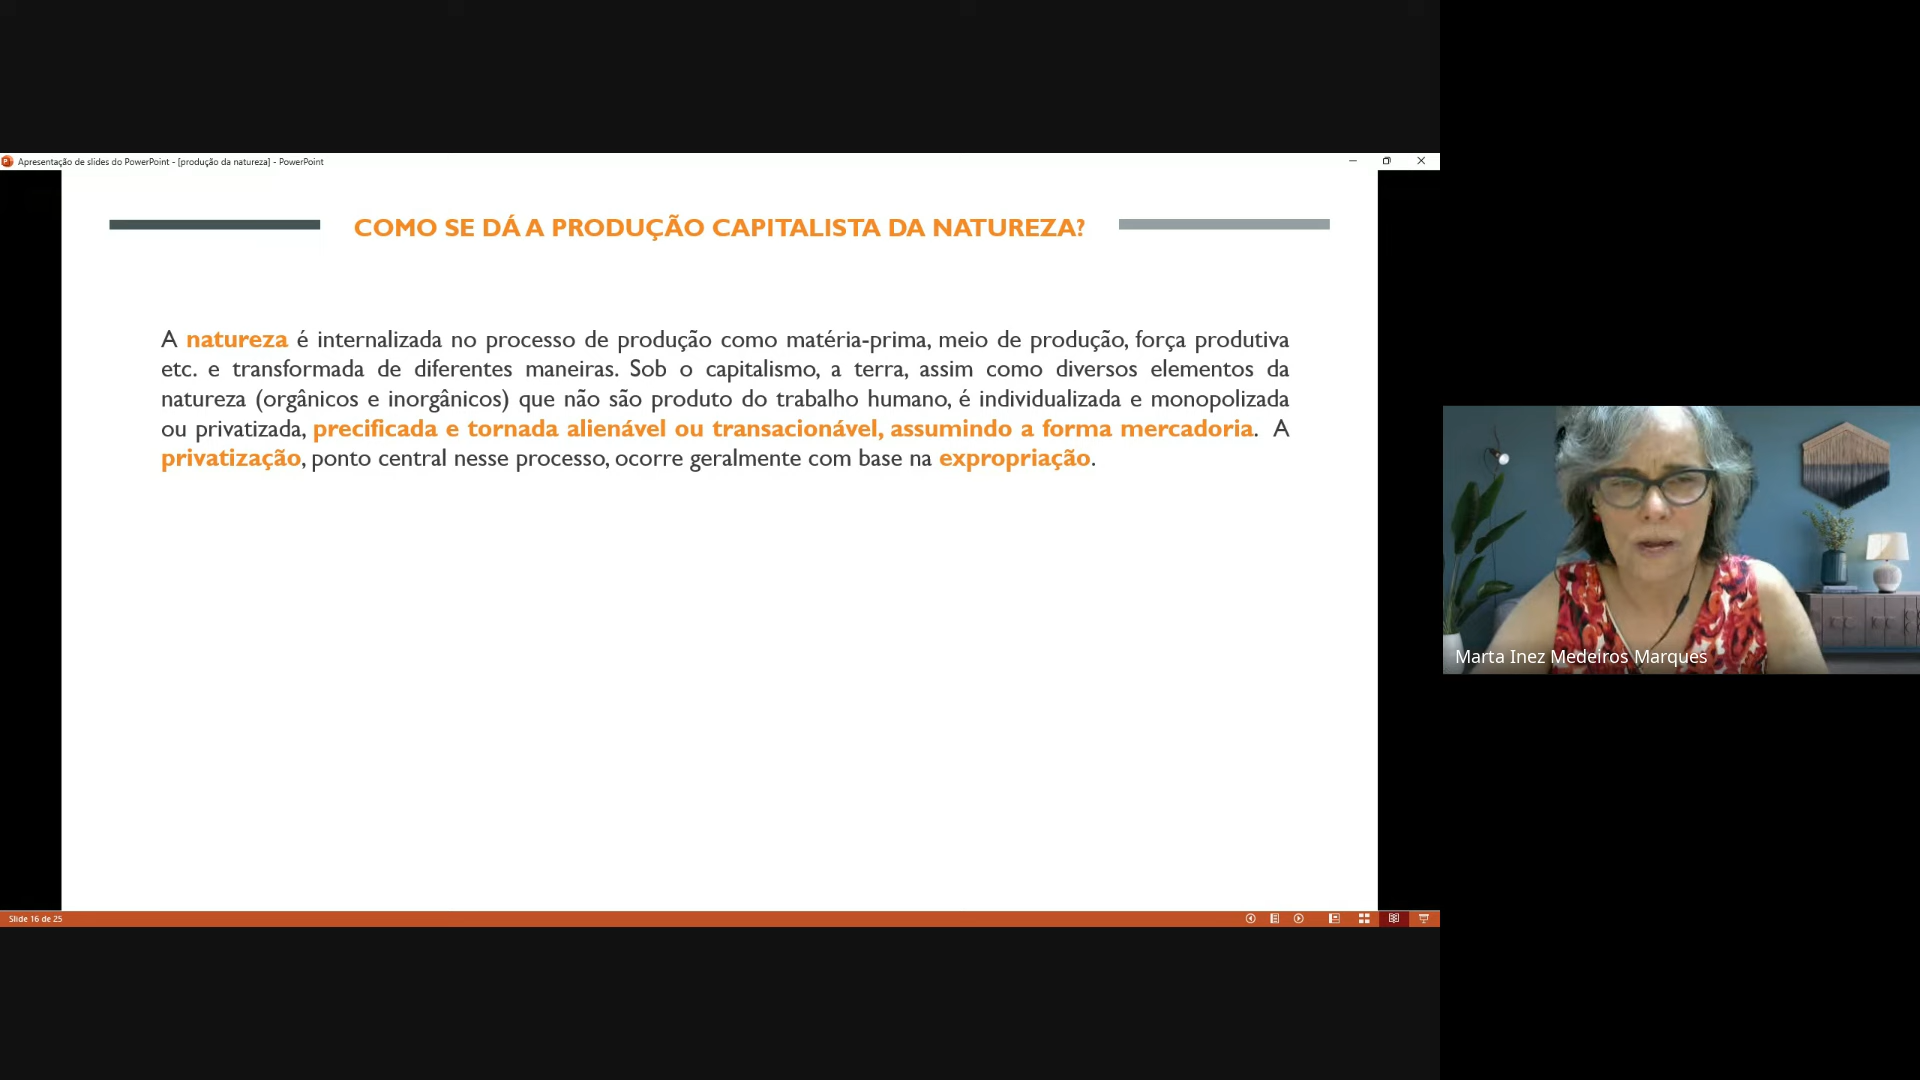 Apresentação de slides do PowerPoint - [produção da natureza] - PowerPoint
COMO SE DÁ A PRODUÇÃO CAPITALISTA DA NATUREZA?
A natureza é internalizada no processo de produção como matéria-prima, meio de produção, força produtiva
etc. e transformada de diferentes maneiras. Sob o capitalismo, a terra, assim como diversos elementos da
natureza (orgânicos e inorgânicos) que não são produto do trabalho humano, é individualizada e monopolizada
ou privatizada, precificada e tornada alienável ou transacionável, assumindo a forma mercadoria. A
privatização, ponto central nesse processo, ocorre geralmente com base na expropriação.
Marta Inez Medeiros Marques
Slide 16 de 25